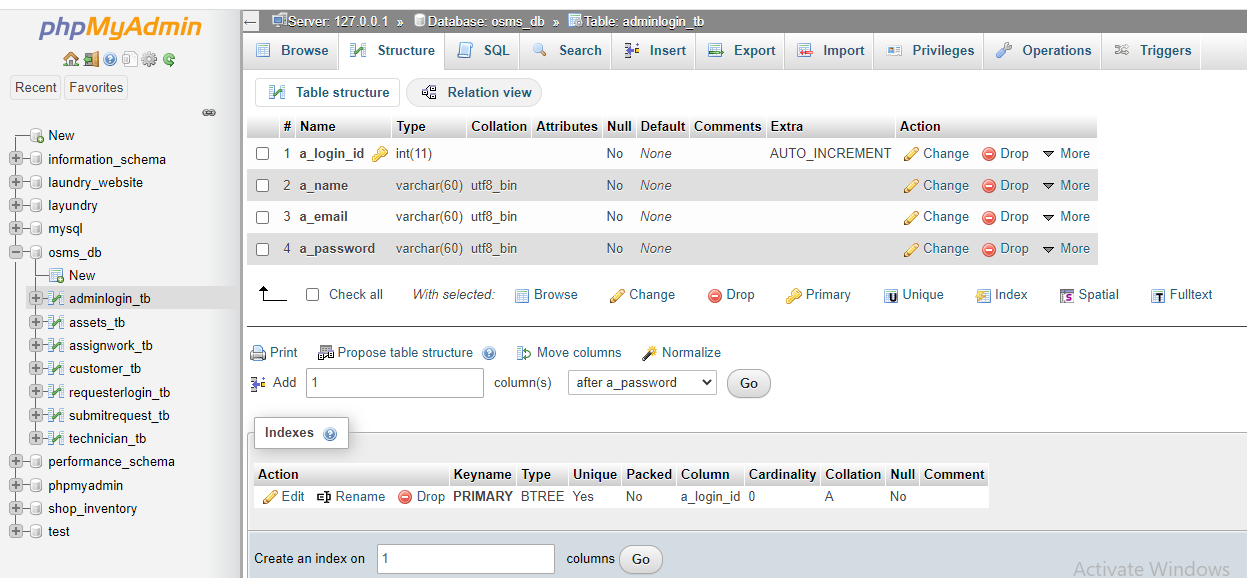 phpMyAdmin
Recent Favorites
New
information_schema
laundry_website
layundry
mysql
osms_db
New
adminlogin_tb
assets_tb
assignwork_tb
customer_tb
requesterlogin_tb
submitrequest_tb
technician_tb
performance_schema
phpmyadmin
shop_inventory
test
Server: 127.0.0.1 » Database: osms_db » Table: adminlogin_tb
Browse Structure SQL Search Insert Export Import Privileges Operations Triggers
Table structure Relation view
# Name Type Collation Attributes Null Default Comments Extra Action
1 a_login_id int(11) No None AUTO_INCREMENT Change Drop More
2 a_name varchar(60) utf8_bin No None Change Drop More
3 a_email varchar(60) utf8_bin No None Change Drop More
4 a_password varchar(60) utf8_bin No None Change Drop More
Check all With selected: Browse Change Drop Primary Unique Index Spatial Fulltext
Print Propose table structure Move columns Normalize
Add 1 column(s) after a_password Go
Indexes
Action Keyname Type Unique Packed Column Cardinality Collation Null Comment
Edit Rename Drop PRIMARY BTREE Yes No a_login_id 0 A No
Create an index on 1 columns Go
Activate Windows